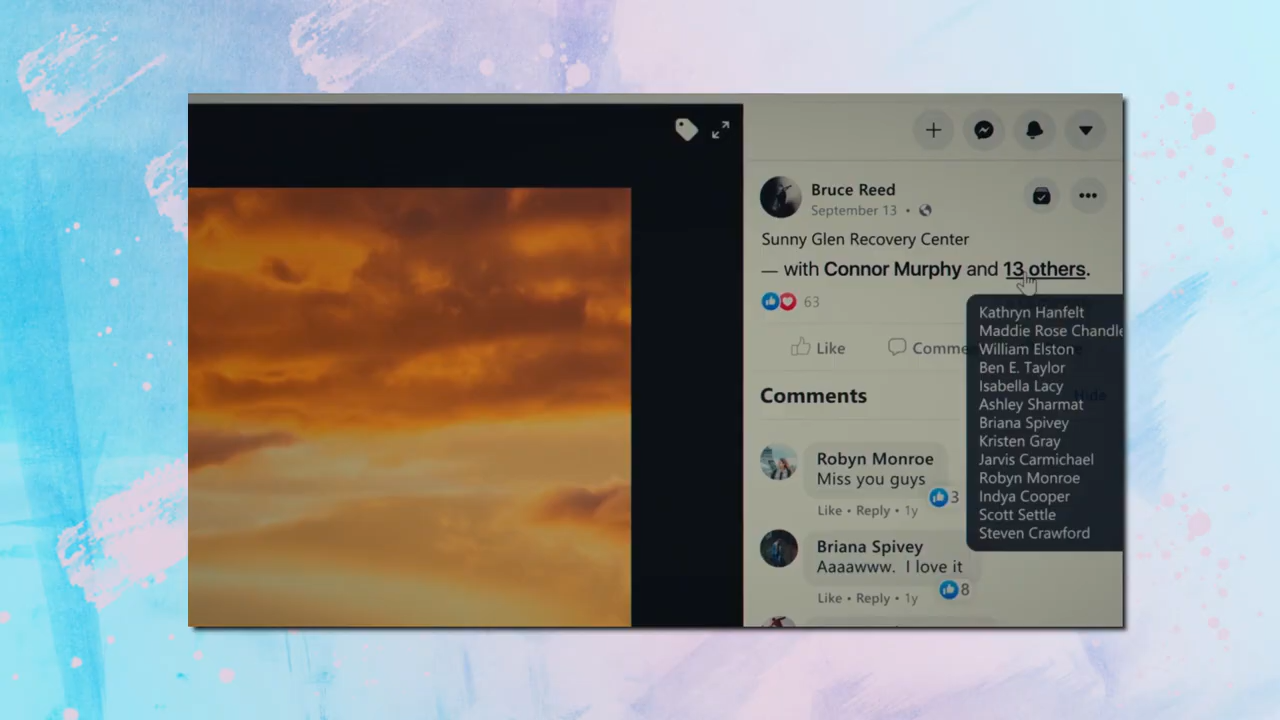 Bruce Reed
September 13 •
Sunny Glen Recovery Center
— with Connor Murphy and 13 others.
63
Like
Comme
Kathryn Hanfelt
Maddie Rose Chandle
William Elston
Ben E. Taylor
Isabella Lacy
Ashley Sharmat
Briana Spivey
Kristen Gray
Jarvis Carmichael
Robyn Monroe
Indya Cooper
Scott Settle
Steven Crawford
Comments
Hide
Robyn Monroe
Miss you guys
3
Like • Reply • 1y
Briana Spivey
Aaaawww. I love it
8
Like • Reply • 1y